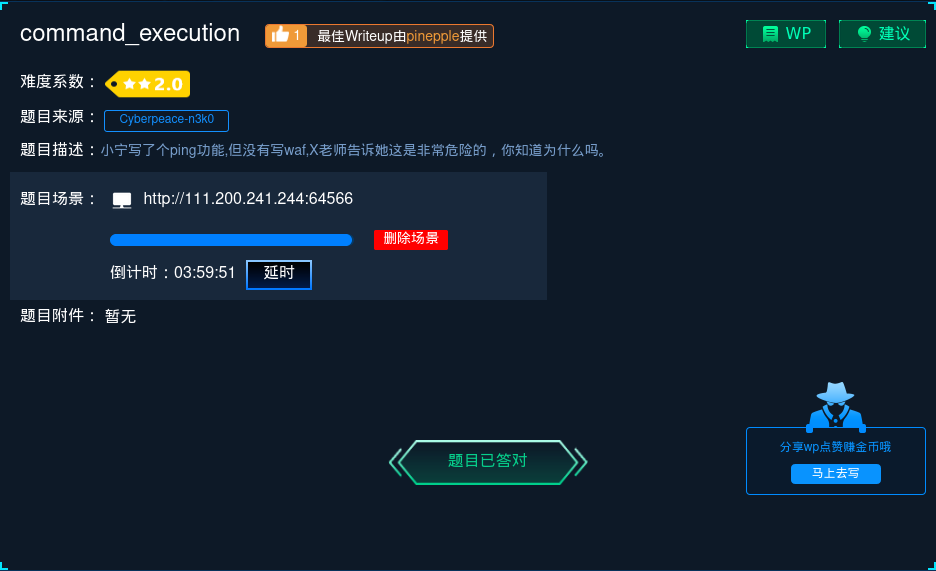 command_execution 1 最佳Writeup由pinepple提供 WP 建议
难度系数： 2.0
题目来源： Cyberpeace-n3k0
题目描述：小宁写了个ping功能,但没有写waf,X老师告诉她这是非常危险的，你知道为什么吗。
题目场景： http://111.200.241.244:64566
删除场景
倒计时：03:59:51 延时
题目附件： 暂无
题目已答对
分享wp点赞赚金币哦
马上去写